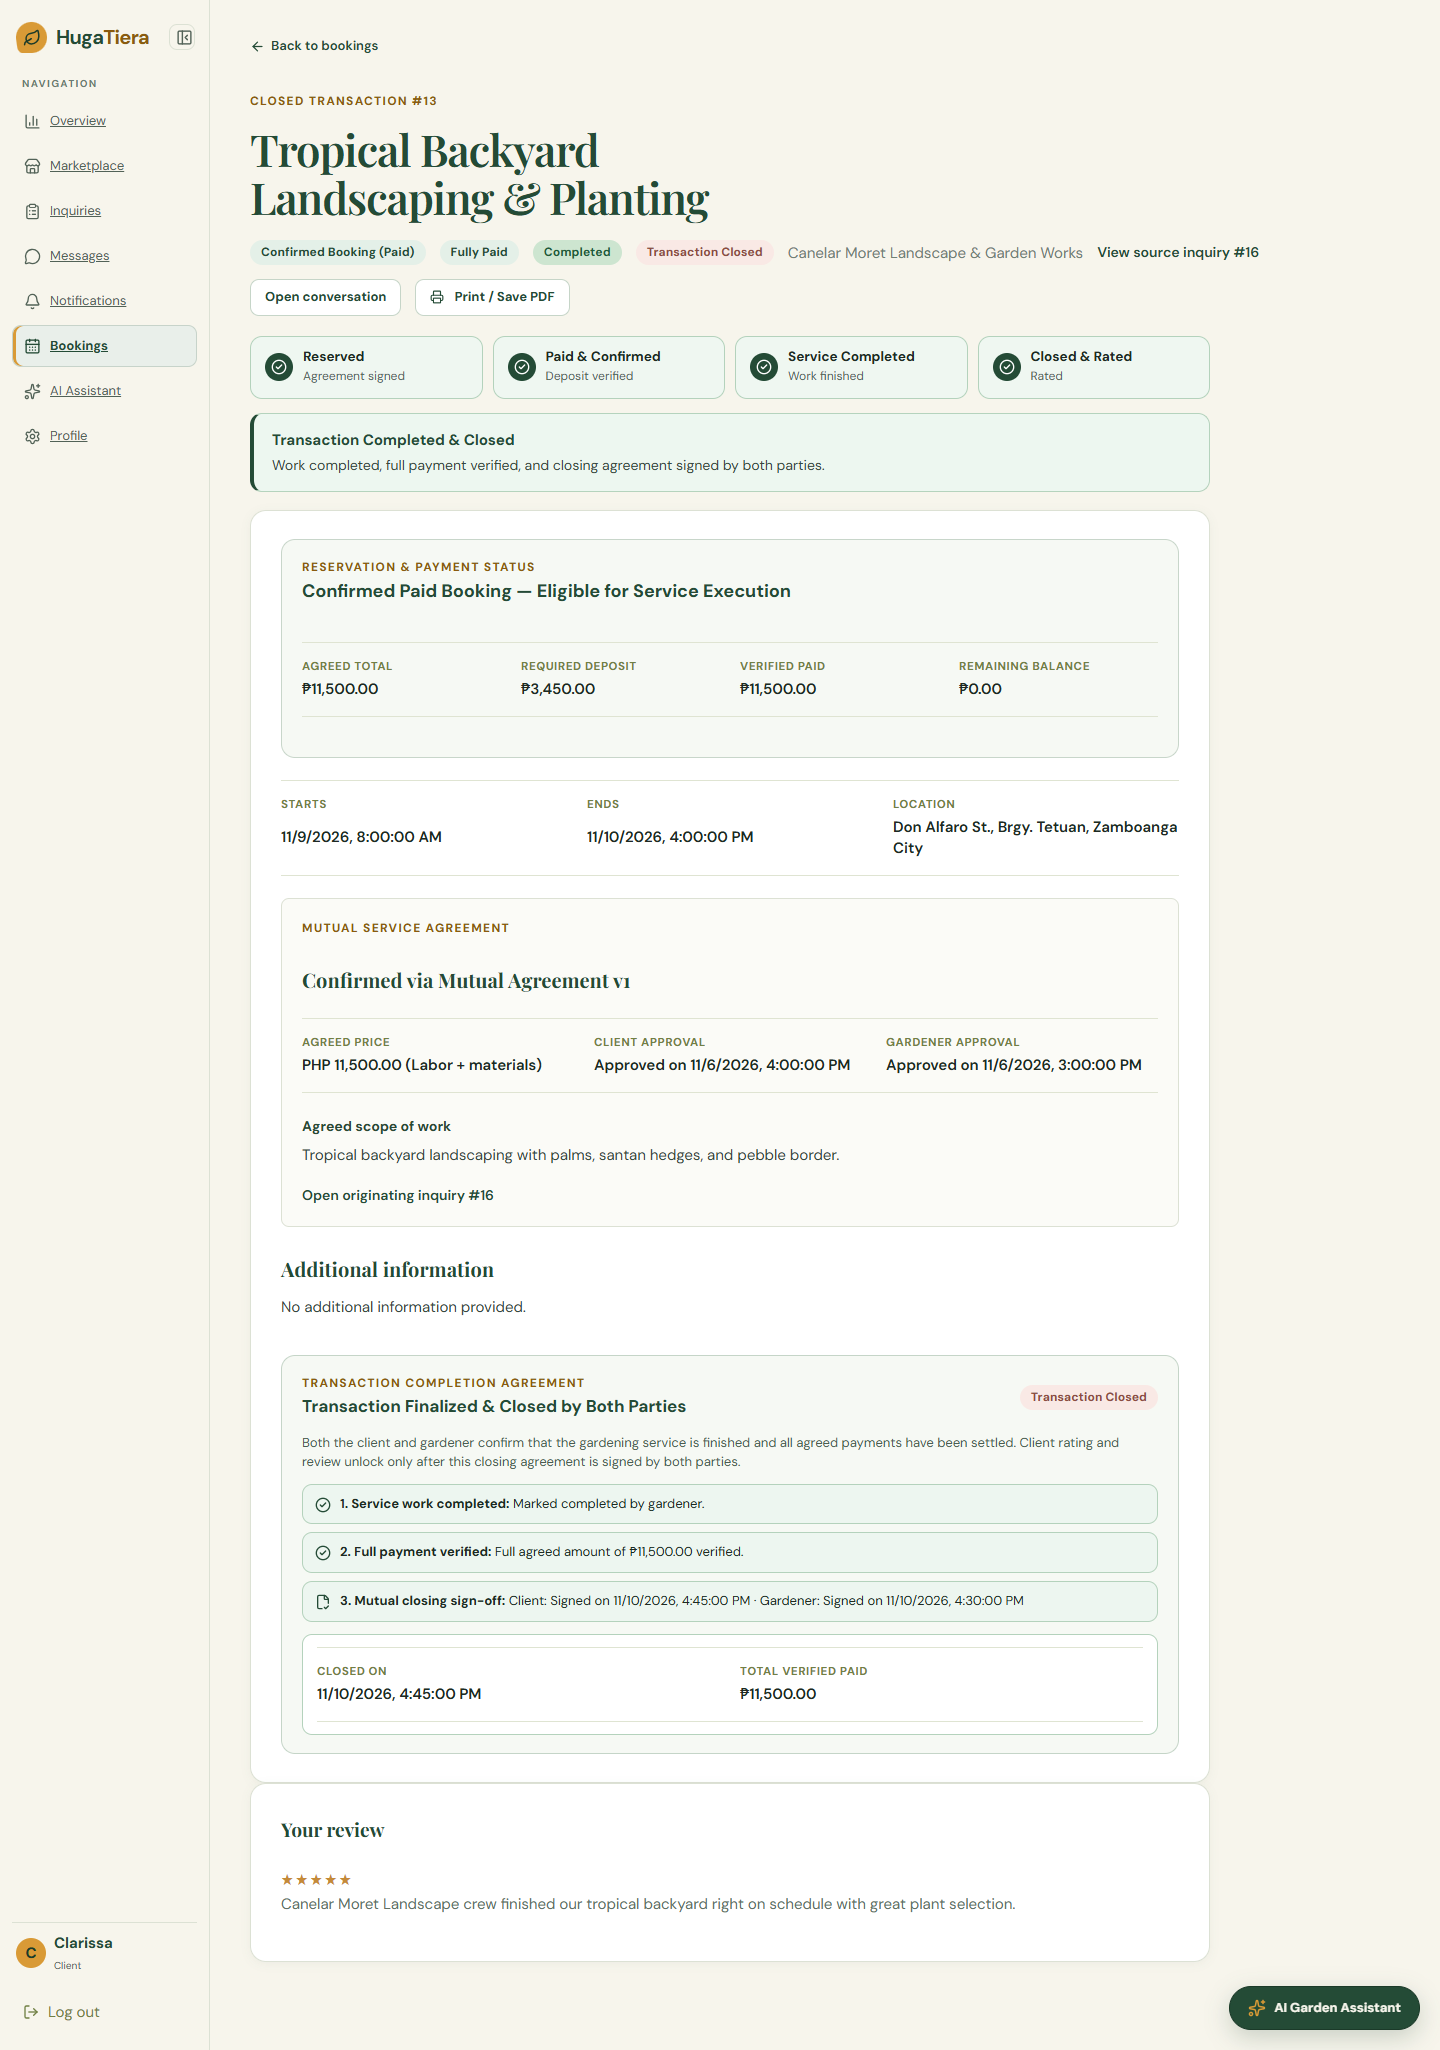 HugaTiera
NAVIGATION
Overview
Marketplace
Inquiries
Messages
Notifications
Bookings
AI Assistant
Profile
C
Clarissa
Client
Log out
Back to bookings
CLOSED TRANSACTION #13
Tropical Backyard
Landscaping & Planting
Confirmed Booking (Paid) Fully Paid Completed Transaction Closed Canelar Moret Landscape & Garden Works View source inquiry #16
Open conversation Print / Save PDF
Reserved
Agreement signed
Paid & Confirmed
Deposit verified
Service Completed
Work finished
Closed & Rated
Rated
Transaction Completed & Closed
Work completed, full payment verified, and closing agreement signed by both parties.
RESERVATION & PAYMENT STATUS
Confirmed Paid Booking — Eligible for Service Execution
AGREED TOTAL REQUIRED DEPOSIT VERIFIED PAID REMAINING BALANCE
₱11,500.00 ₱3,450.00 ₱11,500.00 ₱0.00
STARTS ENDS LOCATION
11/9/2026, 8:00:00 AM 11/10/2026, 4:00:00 PM Don Alfaro St., Brgy. Tetuan, Zamboanga
City
MUTUAL SERVICE AGREEMENT
Confirmed via Mutual Agreement v1
AGREED PRICE CLIENT APPROVAL GARDENER APPROVAL
PHP 11,500.00 (Labor + materials) Approved on 11/6/2026, 4:00:00 PM Approved on 11/6/2026, 3:00:00 PM
Agreed scope of work
Tropical backyard landscaping with palms, santan hedges, and pebble border.
Open originating inquiry #16
Additional information
No additional information provided.
TRANSACTION COMPLETION AGREEMENT
Transaction Finalized & Closed by Both Parties
Transaction Closed
Both the client and gardener confirm that the gardening service is finished and all agreed payments have been settled. Client rating and
review unlock only after this closing agreement is signed by both parties.
1. Service work completed: Marked completed by gardener.
2. Full payment verified: Full agreed amount of ₱11,500.00 verified.
3. Mutual closing sign-off: Client: Signed on 11/10/2026, 4:45:00 PM · Gardener: Signed on 11/10/2026, 4:30:00 PM
CLOSED ON TOTAL VERIFIED PAID
11/10/2026, 4:45:00 PM ₱11,500.00
Your review
★★★★★
Canelar Moret Landscape crew finished our tropical backyard right on schedule with great plant selection.
AI Garden Assistant